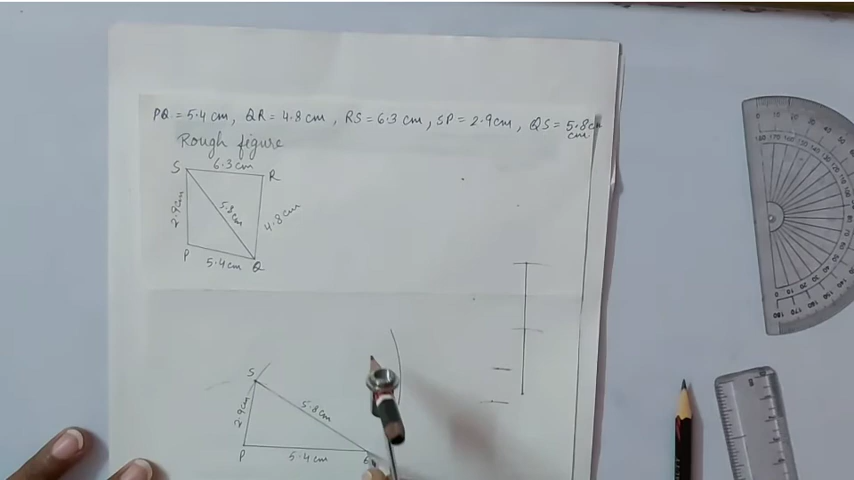 PQ = 5.4 cm, QR = 4.8 cm, RS = 6.3 cm, SP = 2.9 cm, QS = 5.8 cm
cm.
Rough figure
6.3 cm
S
R
2.9 cm
5.8 cm
4.8 cm
P
5.4 cm
Q
S
2.9 cm
5.8 cm
P
5.4 cm